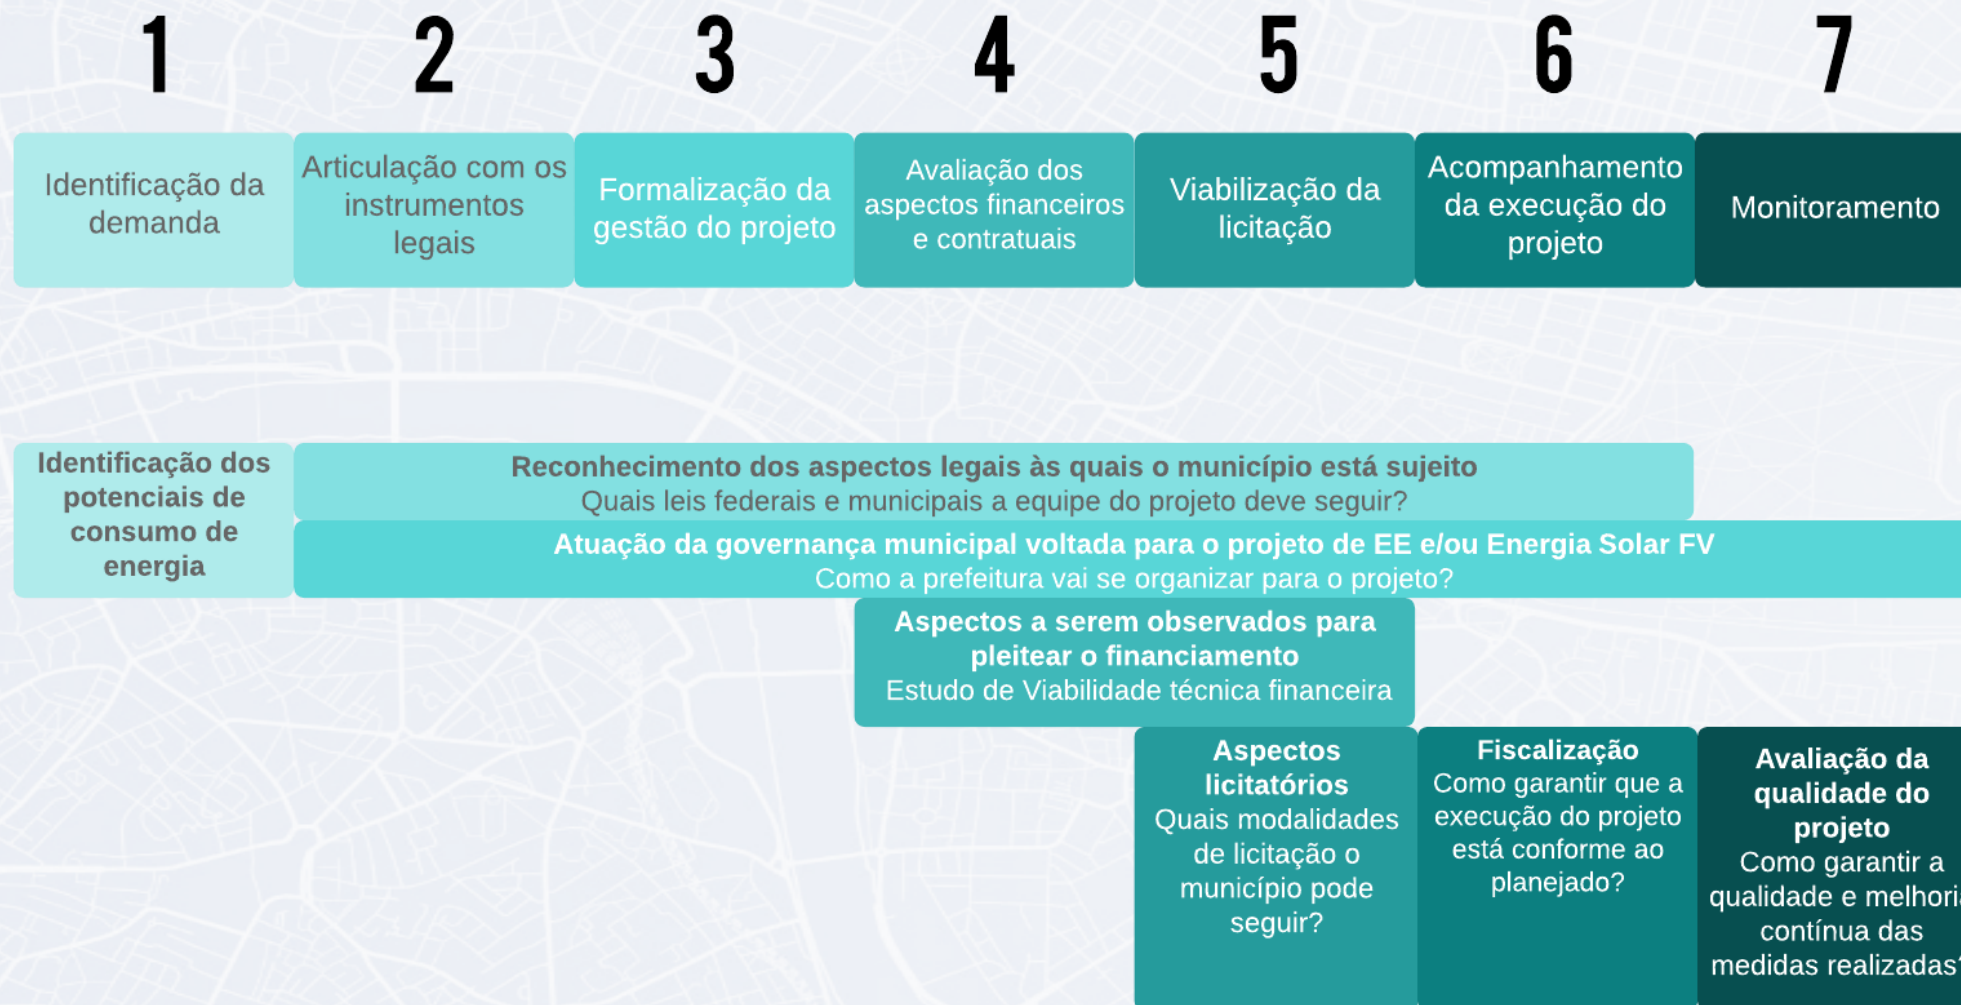 1
2
3
4
5
6
7
Identificação da
demanda
Articulação com os
instrumentos
legais
Formalização da
gestão do projeto
Avaliação dos
aspectos financeiros
e contratuais
Viabilização da
licitação
Acompanhamento
da execução do
projeto
Monitoramento
Identificação dos
potenciais de
consumo de
energia
Reconhecimento dos aspectos legais às quais o município está sujeito
Quais leis federais e municipais a equipe do projeto deve seguir?
Atuação da governança municipal voltada para o projeto de EE e/ou Energia Solar FV
Como a prefeitura vai se organizar para o projeto?
Aspectos a serem observados para
pleitear o financiamento
Estudo de Viabilidade técnica financeira
Aspectos
licitatórios
Quais modalidades
de licitação o
município pode
seguir?
Fiscalização
Como garantir que a
execução do projeto
está conforme ao
planejado?
Avaliação da
qualidade do
projeto
Como garantir a
qualidade e melhoria
contínua das
medidas realizadas?